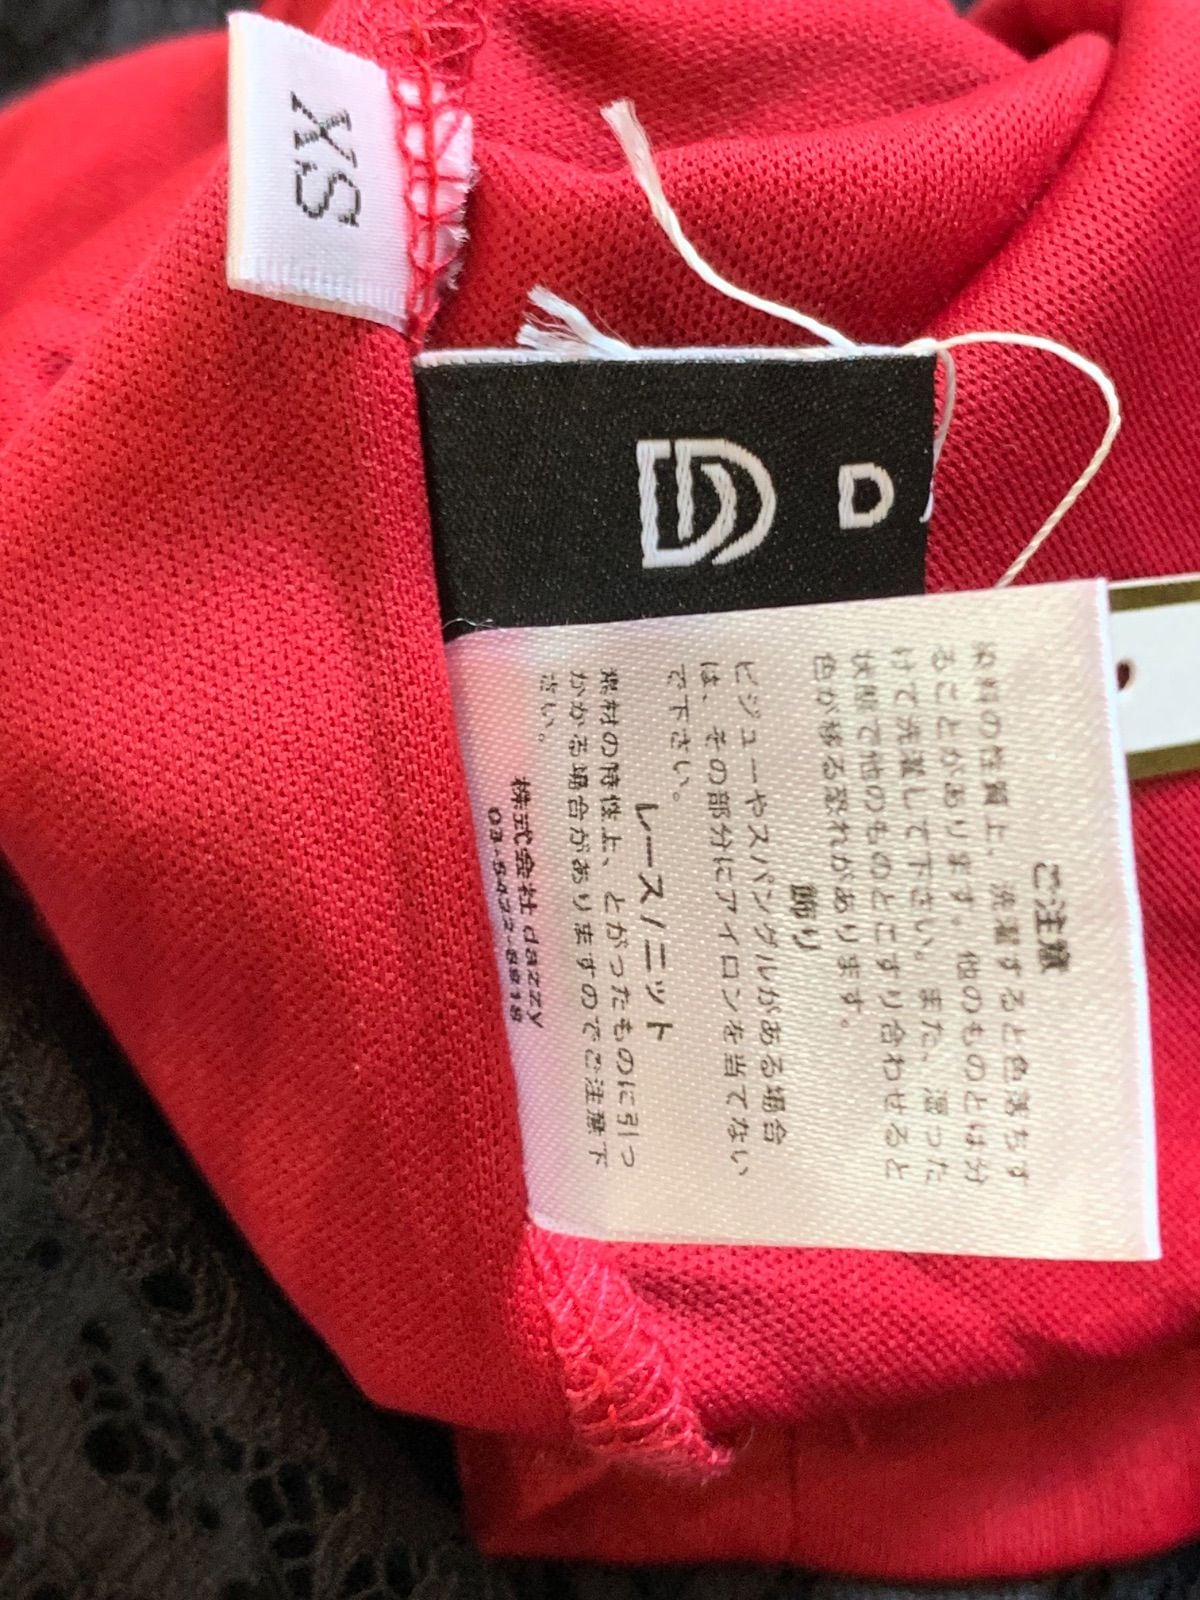 XS
D
ご注意
染料の性質上、洗濯すると色落ちす
ることがあります。他のものとは分
けて洗濯して下さい。また、湿った
状態で他のものとこすり合わせると
色が移る恐れがあります。
飾り
ビジューやスパングルがある場合
は、その部分にアイロンを当てない
で下さい。
レース/ニット
素材の特性上、とがったものに引っ
かかる場合がありますのでご注意下
さい。
株式会社dazzy